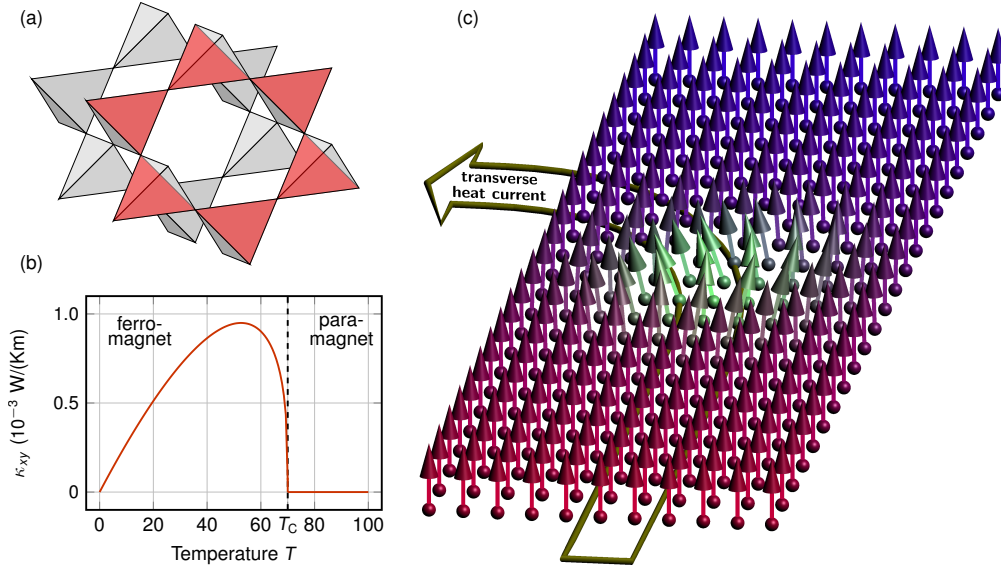 (a)
(b)
1.0
0.5
0
κxy (10−3 W/(Km)
ferro-
magnet
para-
magnet
0 20 40 60 TC 80 100
Temperature T
(c)
transverse
heat current